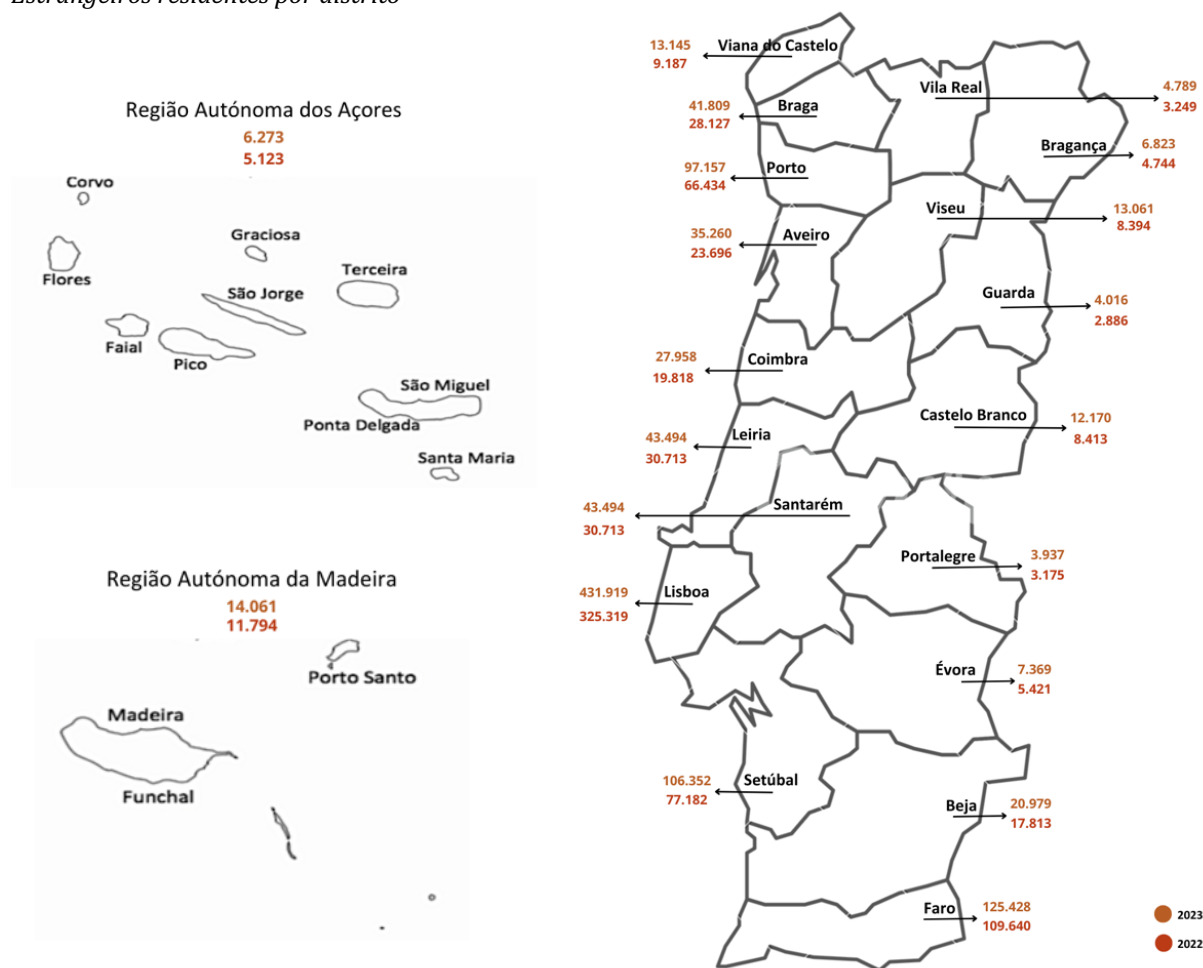 Estrangeiros residentes por distrito
Região Autónoma dos Açores
6.273
5.123
Corvo
Graciosa
Flores
Terceira
São Jorge
Faial
Pico
São Miguel
Ponta Delgada
Santa Maria
Região Autónoma da Madeira
14.061
11.794
Porto Santo
Madeira
Funchal
13.145
9.187
Viana do Castelo
Vila Real
4.789
3.249
41.809
28.127
Braga
Bragança
6.823
4.744
97.157
66.434
Porto
Viseu
13.061
8.394
35.260
23.696
Aveiro
Guarda
4.016
2.886
27.958
19.818
Coimbra
Castelo Branco
12.170
8.413
43.494
30.713
Leiria
43.494
30.713
Santarém
Portalegre
3.937
3.175
431.919
325.319
Lisboa
Évora
7.369
5.421
106.352
77.182
Setúbal
Beja
20.979
17.813
Faro
125.428
109.640
2023
2022